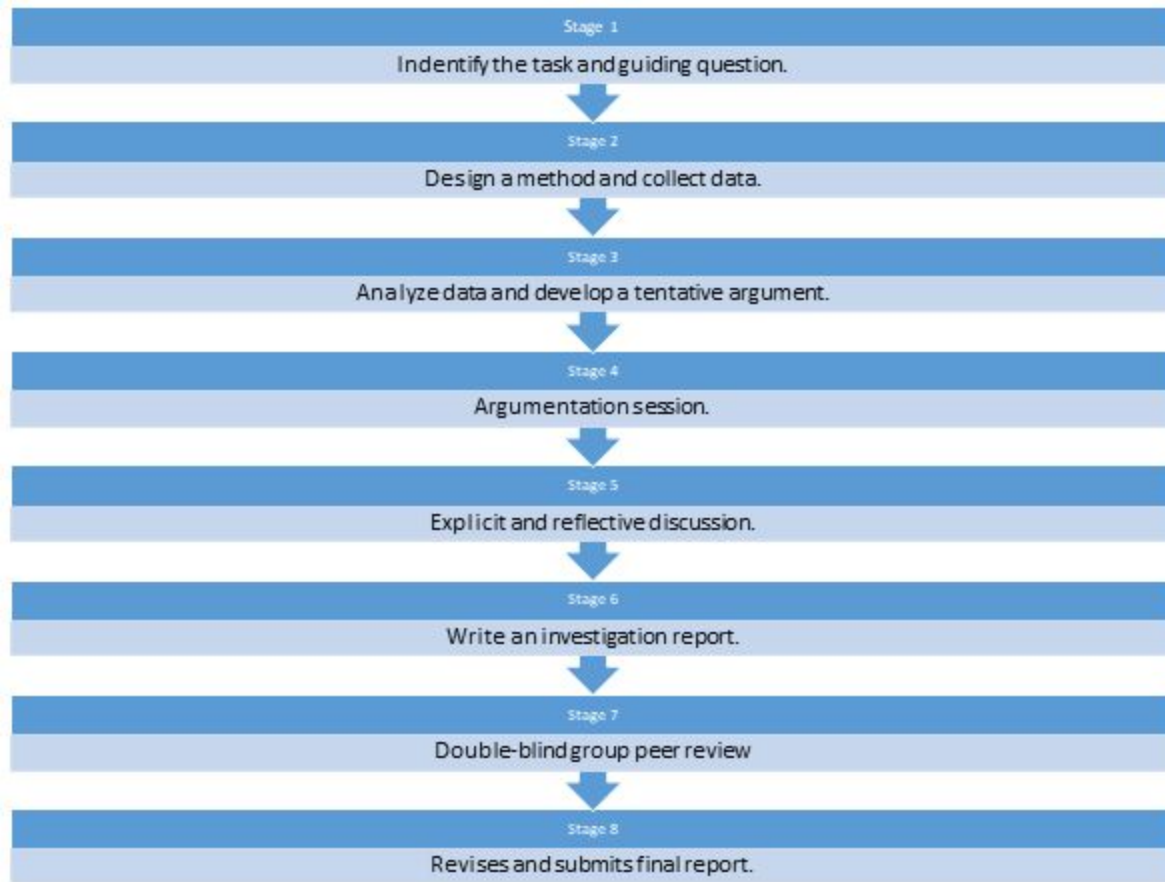 Stage 1
Indentify the task and guiding question.
Stage 2
Design a method and collect data.
Stage 3
Analyze data and develop a tentative argument.
Stage 4
Argumentation session.
Stage 5
Explicit and reflective discussion.
Stage 6
Write an investigation report.
Stage 7
Double-blind group peer review
Stage 8
Revises and submits final report.